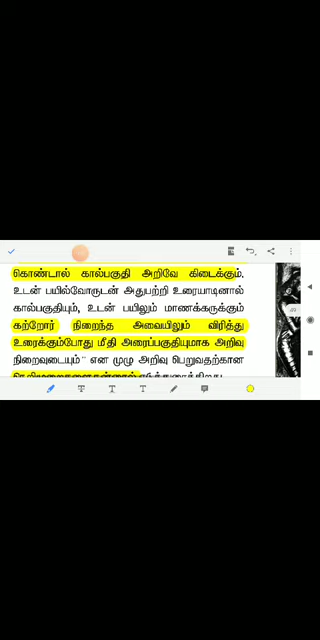 கொண்டால் கால்பகுதி அறிவே கிடைக்கும்.
உடன் பயில்வோருடன் அதுபற்றி உரையாடினால்
கால்பகுதியும், உடன் பயிலும் மாணக்கருக்கும்
கற்றோர் நிறைந்த அவையிலும் விரித்து
உரைக்கும்போது மீதி அரைப்பகுதியுமாக அறிவு
நிறைவுடையும்" என முழு அறிவு பெறுவதற்கான